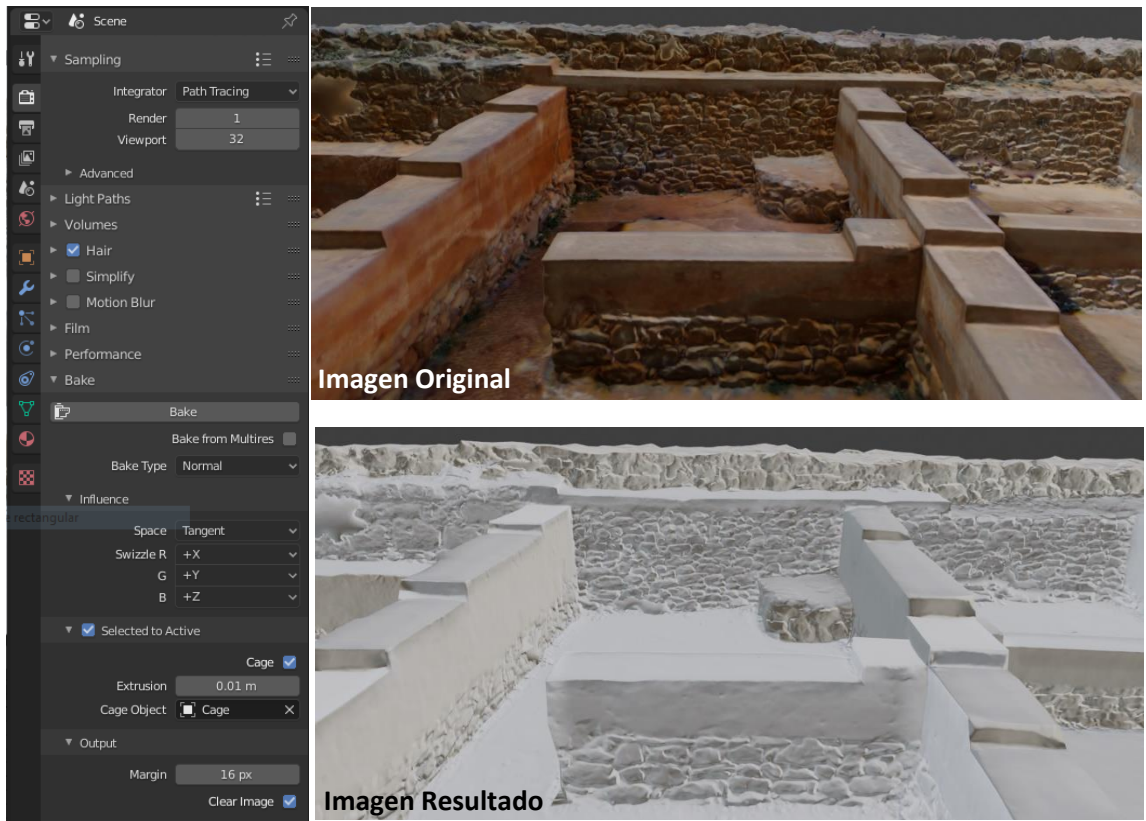 Scene
Sampling
Integrator Path Tracing
Render 1
Viewport 32
Advanced
Light Paths
Volumes
Hair
Simplify
Motion Blur
Film
Performance
Bake
Bake
Bake from Multires
Bake Type Normal
Influence
e rectangular
Space Tangent
Swizzle R +X
G +Y
B +Z
Selected to Active
Cage
Extrusion 0.01 m
Cage Object Cage
Output
Margin 16 px
Clear Image
Imagen Original
Imagen Resultado